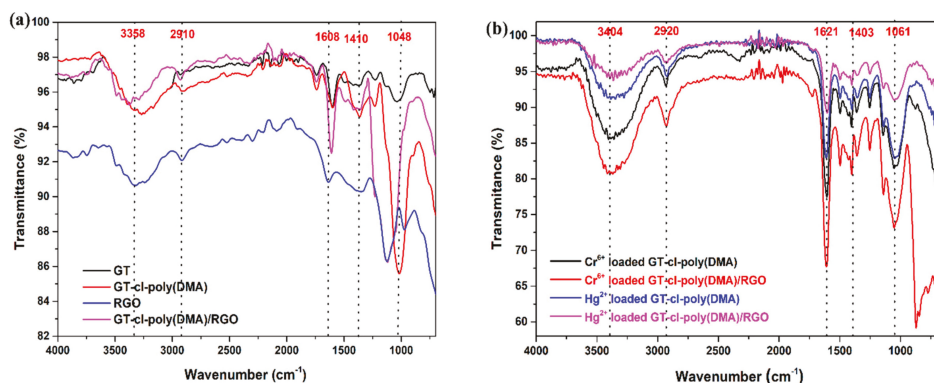 (a)
3358 2910 1608 1410 1048
Transmittance (%)
98
96
94
92
90
88
86
84
82
GT
GT-cl-poly(DMA)
RGO
GT-cl-poly(DMA)/RGO
4000 3500 3000 2500 2000 1500 1000
Wavenumber (cm⁻¹)
(b)
3404 2920 1621 1403 1061
Transmittance (%)
100
95
90
85
80
75
70
65
60
Cr⁶⁺ loaded GT-cl-poly(DMA)
Cr⁶⁺ loaded GT-cl-poly(DMA)/RGO
Hg²⁺ loaded GT-cl-poly(DMA)
Hg²⁺ loaded GT-cl-poly(DMA)/RGO
4000 3500 3000 2500 2000 1500 1000
Wavenumber (cm⁻¹)